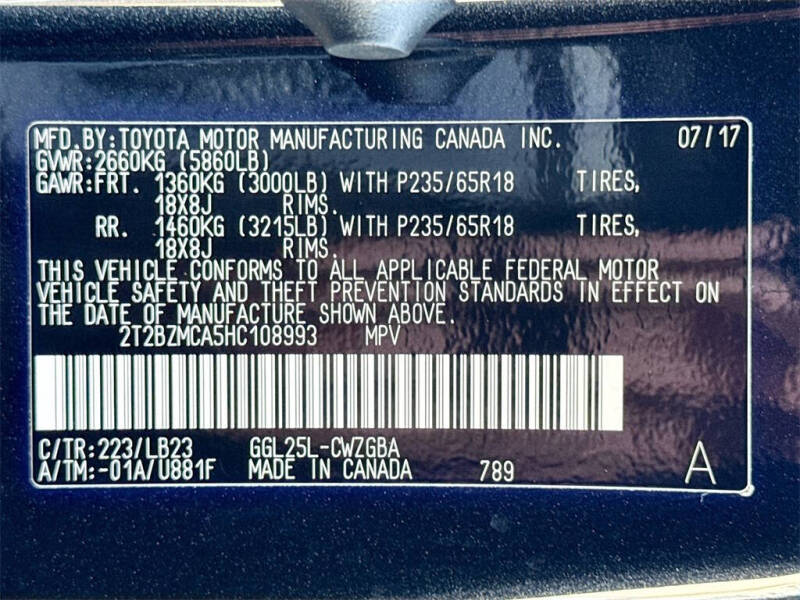 MFD.BY:TOYOTA MOTOR MANUFACTURING CANADA INC. 07/17
GVWR:2660KG (5860LB)
GAWR:FRT. 1360KG (3000LB) WITH P235/65R18 TIRES,
18X8J RIMS.
RR. 1460KG (3215LB) WITH P235/65R18 TIRES,
18X8J RIMS.
THIS VEHICLE CONFORMS TO ALL APPLICABLE FEDERAL MOTOR
VEHICLE SAFETY AND THEFT PREVENTION STANDARDS IN EFFECT ON
THE DATE OF MANUFACTURE SHOWN ABOVE.
2T2BZMCA5HC108993 MPV
C/TR:223/LB23 GGL25L-CWZGBA
A/TM:-01A/U881F MADE IN CANADA 789 A